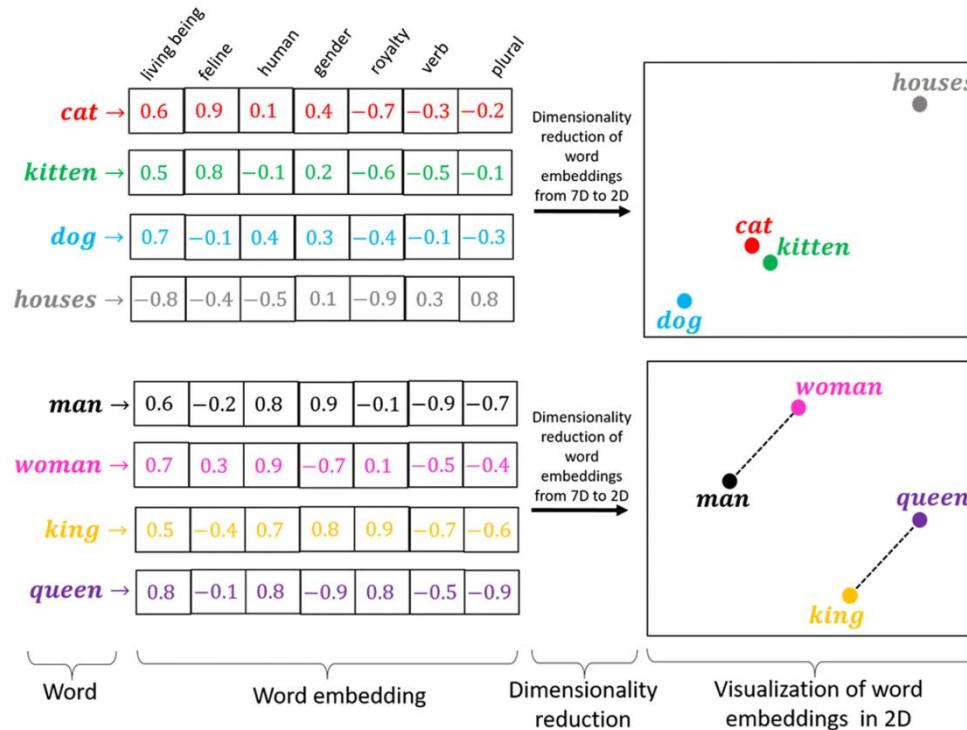 living being feline human gender royalty verb plural
cat → 0.6 0.9 0.1 0.4 −0.7 −0.3 −0.2
kitten → 0.5 0.8 −0.1 0.2 −0.6 −0.5 −0.1
dog → 0.7 −0.1 0.4 0.3 −0.4 −0.1 −0.3
houses → −0.8 −0.4 −0.5 0.1 −0.9 0.3 0.8
Dimensionality
reduction of
word
embeddings
from 7D to 2D
houses
cat
kitten
dog
man → 0.6 −0.2 0.8 0.9 −0.1 −0.9 −0.7
woman → 0.7 0.3 0.9 −0.7 0.1 −0.5 −0.4
king → 0.5 −0.4 0.7 0.8 0.9 −0.7 −0.6
queen → 0.8 −0.1 0.8 −0.9 0.8 −0.5 −0.9
Dimensionality
reduction of
word
embeddings
from 7D to 2D
woman
man
queen
king
Word
Word embedding
Dimensionality
reduction
Visualization of word
embeddings in 2D